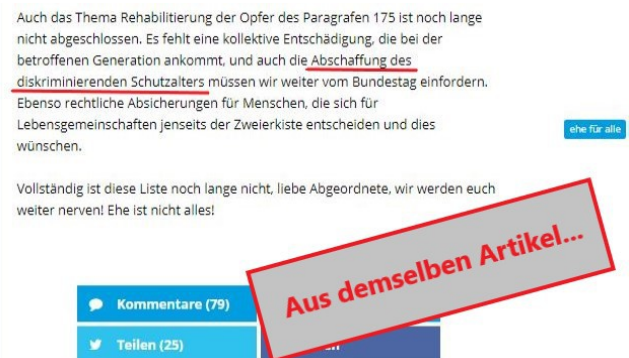 Auch das Thema Rehabilitierung der Opfer des Paragrafen 175 ist noch lange
nicht abgeschlossen. Es fehlt eine kollektive Entschädigung, die bei der
betroffenen Generation ankommt, und auch die Abschaffung des
diskriminierenden Schutzalters müssen wir weiter vom Bundestag einfordern.
Ebenso rechtliche Absicherungen für Menschen, die sich für
Lebensgemeinschaften jenseits der Zweierkiste entscheiden und dies
wünschen.
ehe für alle
Vollständig ist diese Liste noch lange nicht, liebe Abgeordnete, wir werden euch
weiter nerven! Ehe ist nicht alles!
Aus demselben Artikel...
Kommentare (79)
Teilen (25)